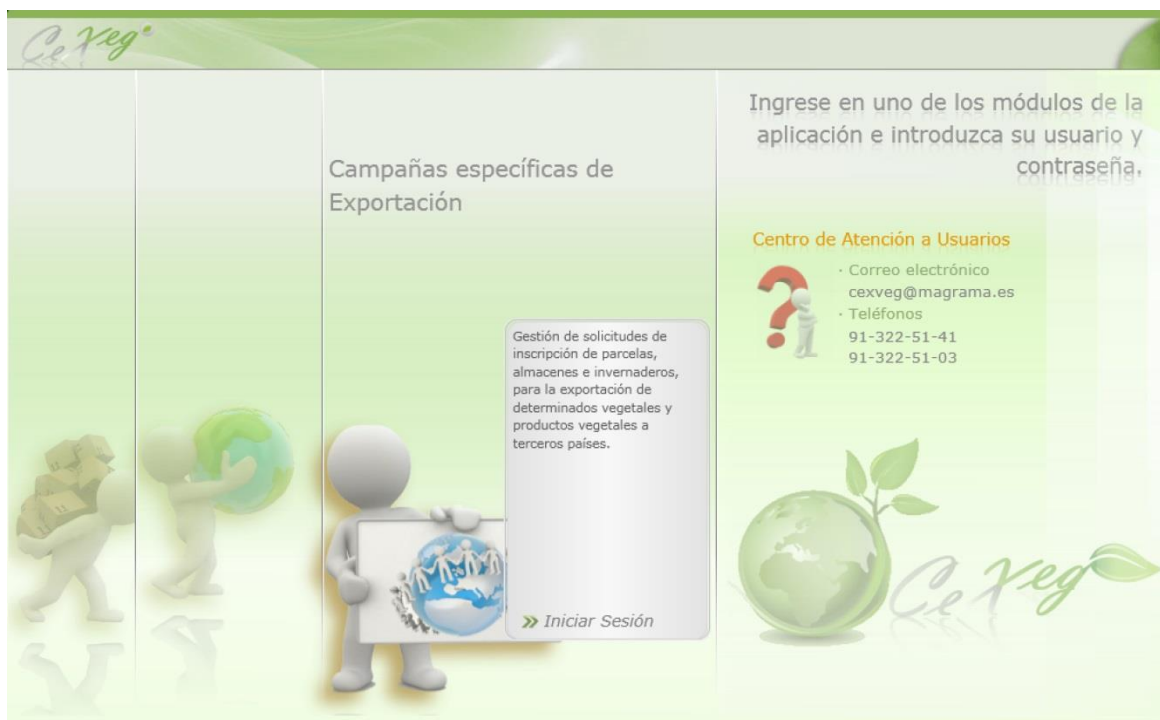 CeXVeg
Campañas específicas de
Exportación
Gestión de solicitudes de
inscripción de parcelas,
almacenes e invernaderos,
para la exportación de
determinados vegetales y
productos vegetales a
terceros países.
» Iniciar Sesión
Ingrese en uno de los módulos de la
aplicación e introduzca su usuario y
contraseña.
Centro de Atención a Usuarios
· Correo electrónico
cexveg@magrama.es
· Teléfonos
91-322-51-41
91-322-51-03
CeXVeg